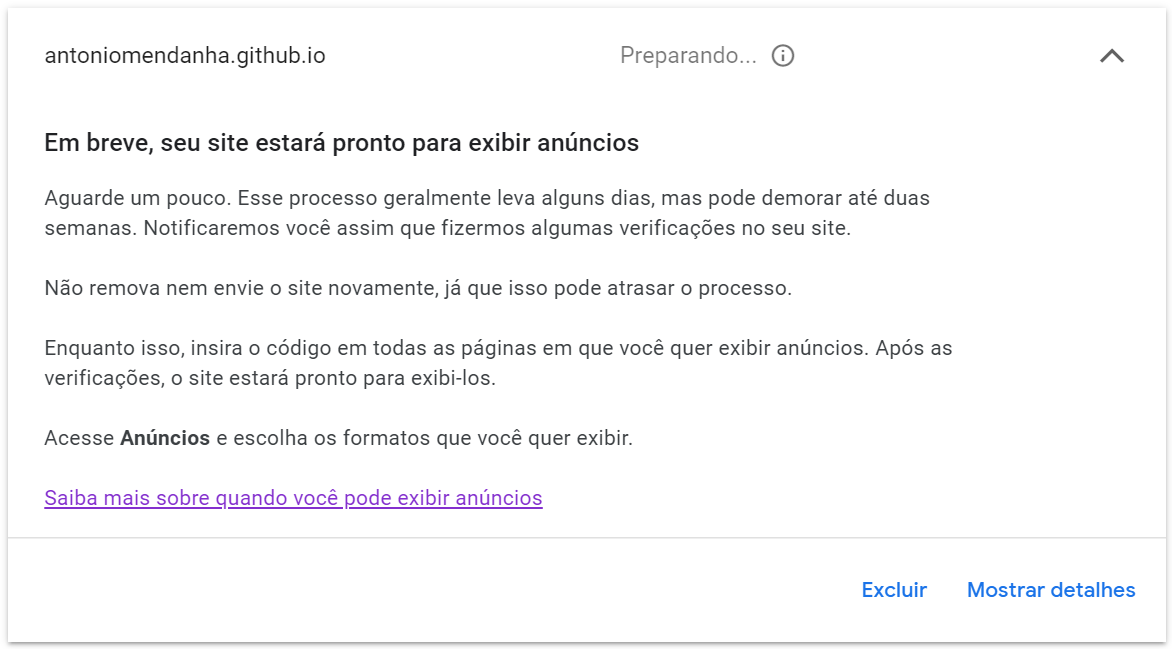 antoniomendanha.github.io
Preparando...
Em breve, seu site estará pronto para exibir anúncios
Aguarde um pouco. Esse processo geralmente leva alguns dias, mas pode demorar até duas
semanas. Notificaremos você assim que fizermos algumas verificações no seu site.
Não remova nem envie o site novamente, já que isso pode atrasar o processo.
Enquanto isso, insira o código em todas as páginas em que você quer exibir anúncios. Após as
verificações, o site estará pronto para exibi-los.
Acesse Anúncios e escolha os formatos que você quer exibir.
Saiba mais sobre quando você pode exibir anúncios
Excluir
Mostrar detalhes